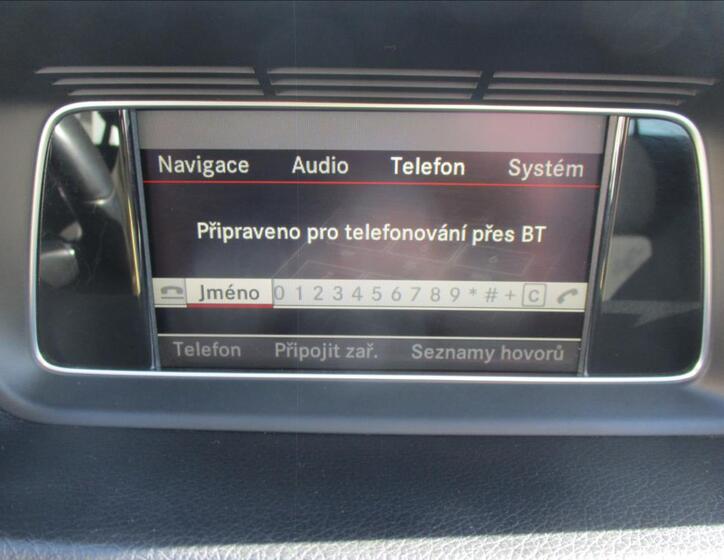 Navigace Audio Telefon Systém
Připraveno pro telefonování přes BT
Jméno 0 1 2 3 4 5 6 7 8 9 * # + C
Telefon Připojit zař. Seznamy hovorů